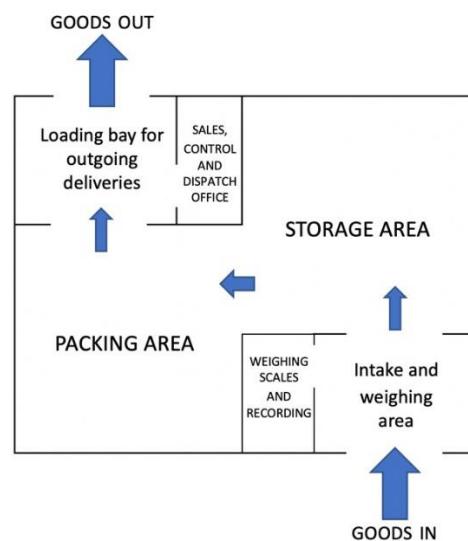 GOODS OUT
Loading bay for
outgoing
deliveries
SALES,
CONTROL
AND
DISPATCH
OFFICE
STORAGE AREA
PACKING AREA
WEIGHING
SCALES
AND
RECORDING
Intake and
weighing
area
GOODS IN